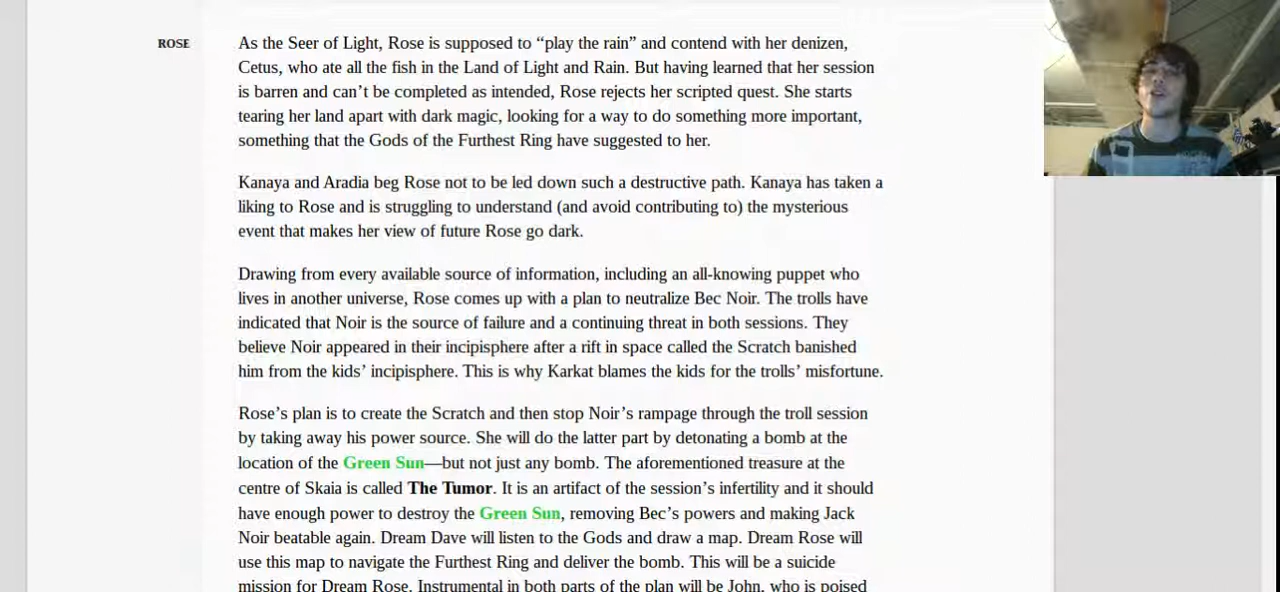 ROSE
As the Seer of Light, Rose is supposed to “play the rain” and contend with her denizen,
Cetus, who ate all the fish in the Land of Light and Rain. But having learned that her session
is barren and can’t be completed as intended, Rose rejects her scripted quest. She starts
tearing her land apart with dark magic, looking for a way to do something more important,
something that the Gods of the Furthest Ring have suggested to her.
Kanaya and Aradia beg Rose not to be led down such a destructive path. Kanaya has taken a
liking to Rose and is struggling to understand (and avoid contributing to) the mysterious
event that makes her view of future Rose go dark.
Drawing from every available source of information, including an all-knowing puppet who
lives in another universe, Rose comes up with a plan to neutralize Bec Noir. The trolls have
indicated that Noir is the source of failure and a continuing threat in both sessions. They
believe Noir appeared in their incipisphere after a rift in space called the Scratch banished
him from the kids’ incipisphere. This is why Karkat blames the kids for the trolls’ misfortune.
Rose’s plan is to create the Scratch and then stop Noir’s rampage through the troll session
by taking away his power source. She will do the latter part by detonating a bomb at the
location of the Green Sun—but not just any bomb. The aforementioned treasure at the
centre of Skaia is called The Tumor. It is an artifact of the session’s infertility and it should
have enough power to destroy the Green Sun, removing Bec’s powers and making Jack
Noir beatable again. Dream Dave will listen to the Gods and draw a map. Dream Rose will
use this map to navigate the Furthest Ring and deliver the bomb. This will be a suicide
mission for Dream Rose. Instrumental in both parts of the plan will be John, who is poised